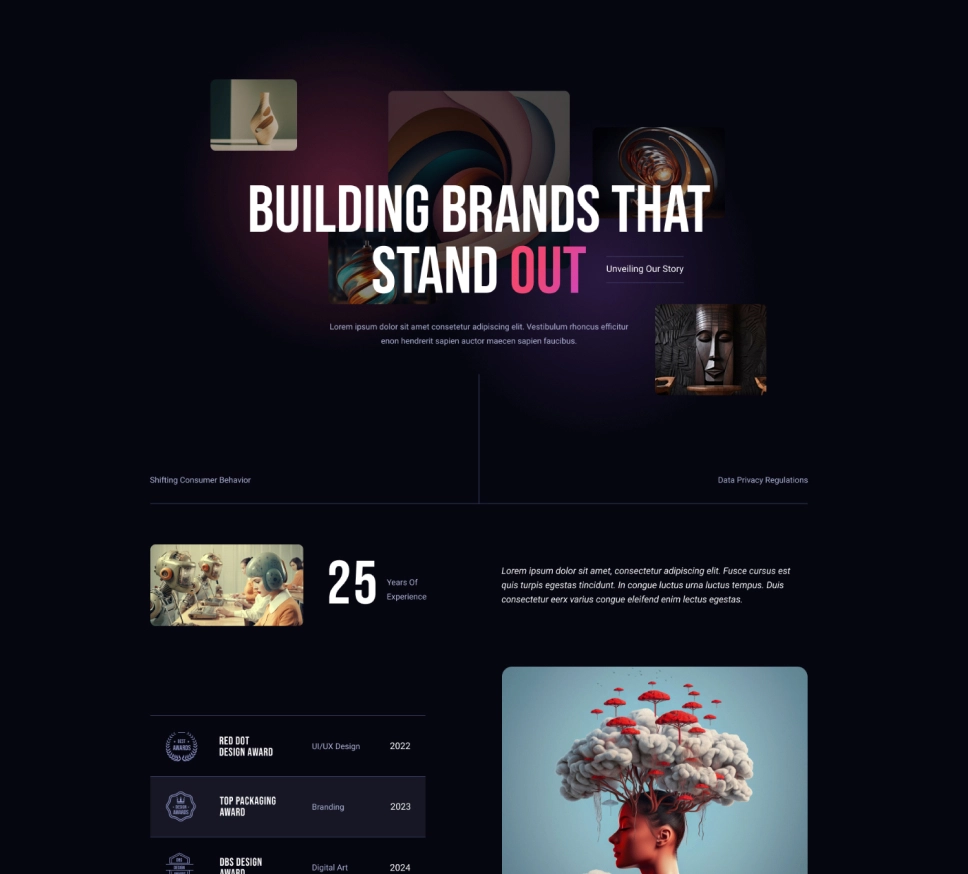 BUILDING BRANDS THAT
STAND OUT
Unveiling Our Story
Lorem ipsum dolor sit amet consetetur adipiscing elit. Vestibulum rhoncus efficitur
enon hendrerit sapien auctor maecen sapien faucibus.
Shifting Consumer Behavior
Data Privacy Regulations
25
Years Of
Experience
Lorem ipsum dolor sit amet, consectetur adipiscing elit. Fusce cursus est
quis turpis egestas tincidunt. In congue luctus urna luctus tempus. Duis
consectetur eerx varius congue eleifend enim lectus egestas.
BEST
AWARDS
RED DOT
DESIGN AWARD
UI/UX Design
2022
DESIGN
AWARDS
TOP PACKAGING
AWARD
Branding
2023
DBS
DESIGN
DBS DESIGN
AWARD
Digital Art
2024